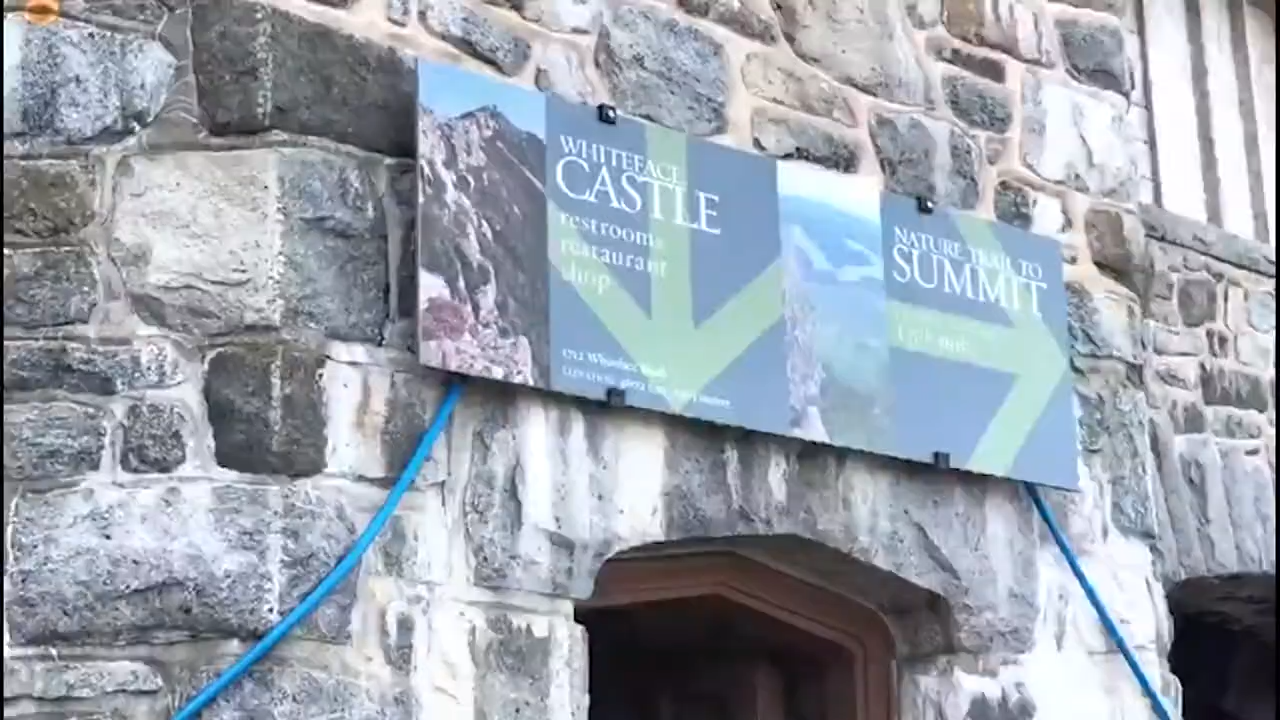 WHITEFACE
CASTLE
restrooms
restaurant
shop
NATURE TRAIL TO
SUMMIT